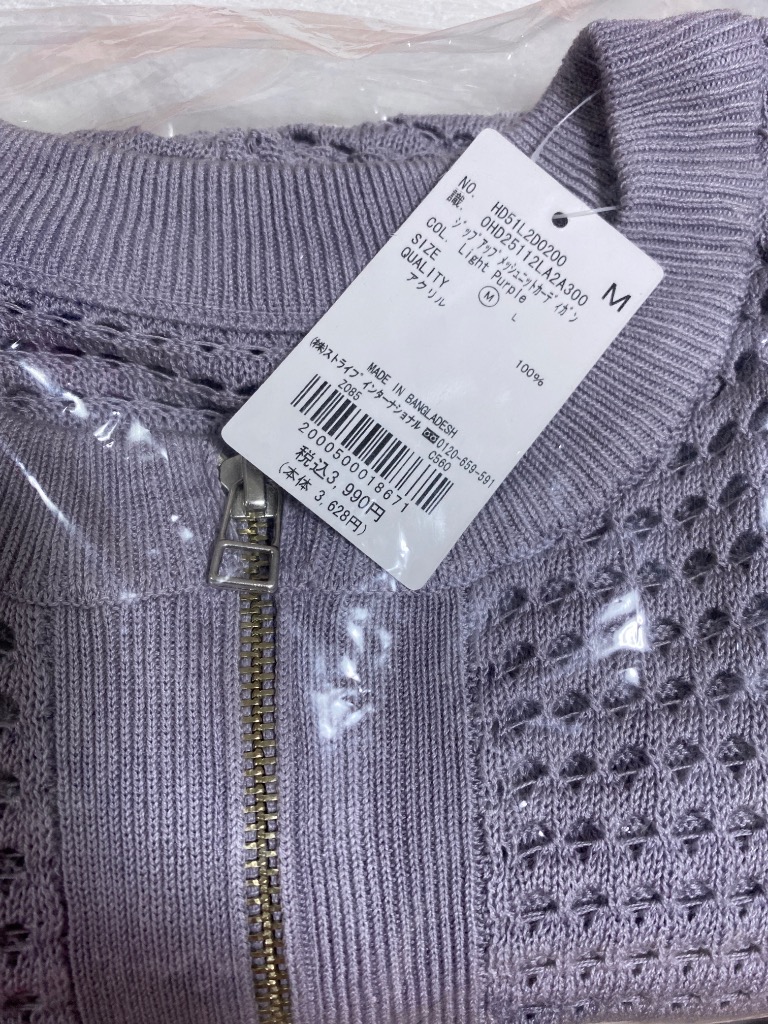 M
NO. HD51L2D0200
識. 0HD25112LA2A300
ジップアップメッシュニットカーディガン
COL. Light Purple
SIZE M L
QUALITY
アクリル 100%
MADE IN BANGLADESH
(株)ストライプインターナショナル 0120-659-591
Z085 C560
2000500018671
税込3,990円
(本体 3,628円)